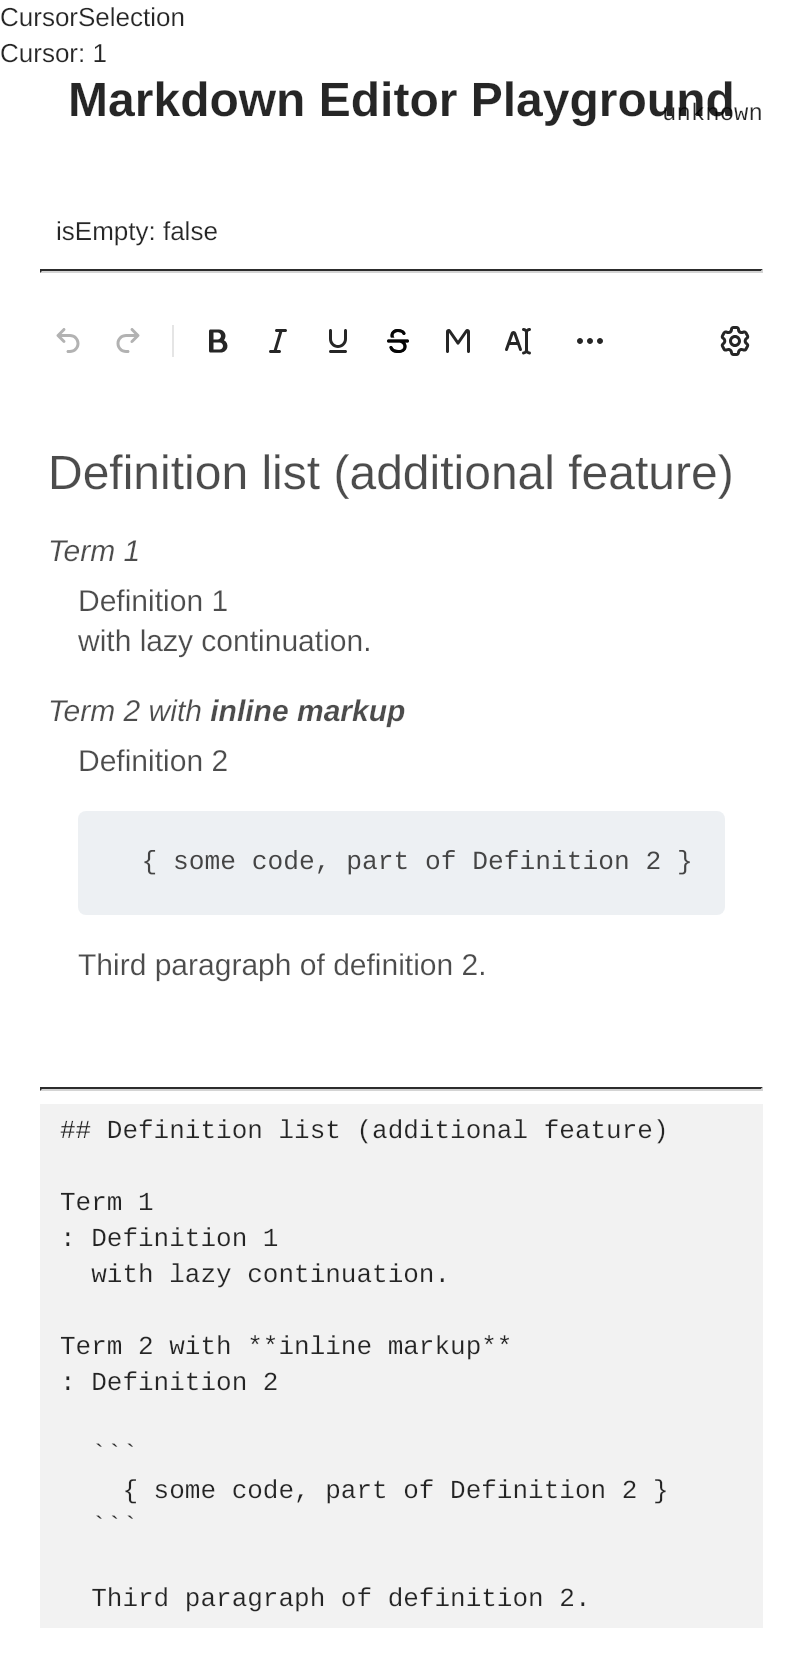 CursorSelection
Cursor: 1
Markdown Editor Playground
unknown
isEmpty: false
B I U S M AI
Definition list (additional feature)
Term 1
Definition 1
with lazy continuation.
Term 2 with inline markup
Definition 2
{ some code, part of Definition 2 }
Third paragraph of definition 2.
## Definition list (additional feature)
Term 1
: Definition 1
  with lazy continuation.
Term 2 with **inline markup**
: Definition 2
  ```
    { some code, part of Definition 2 }
  ```
  Third paragraph of definition 2.